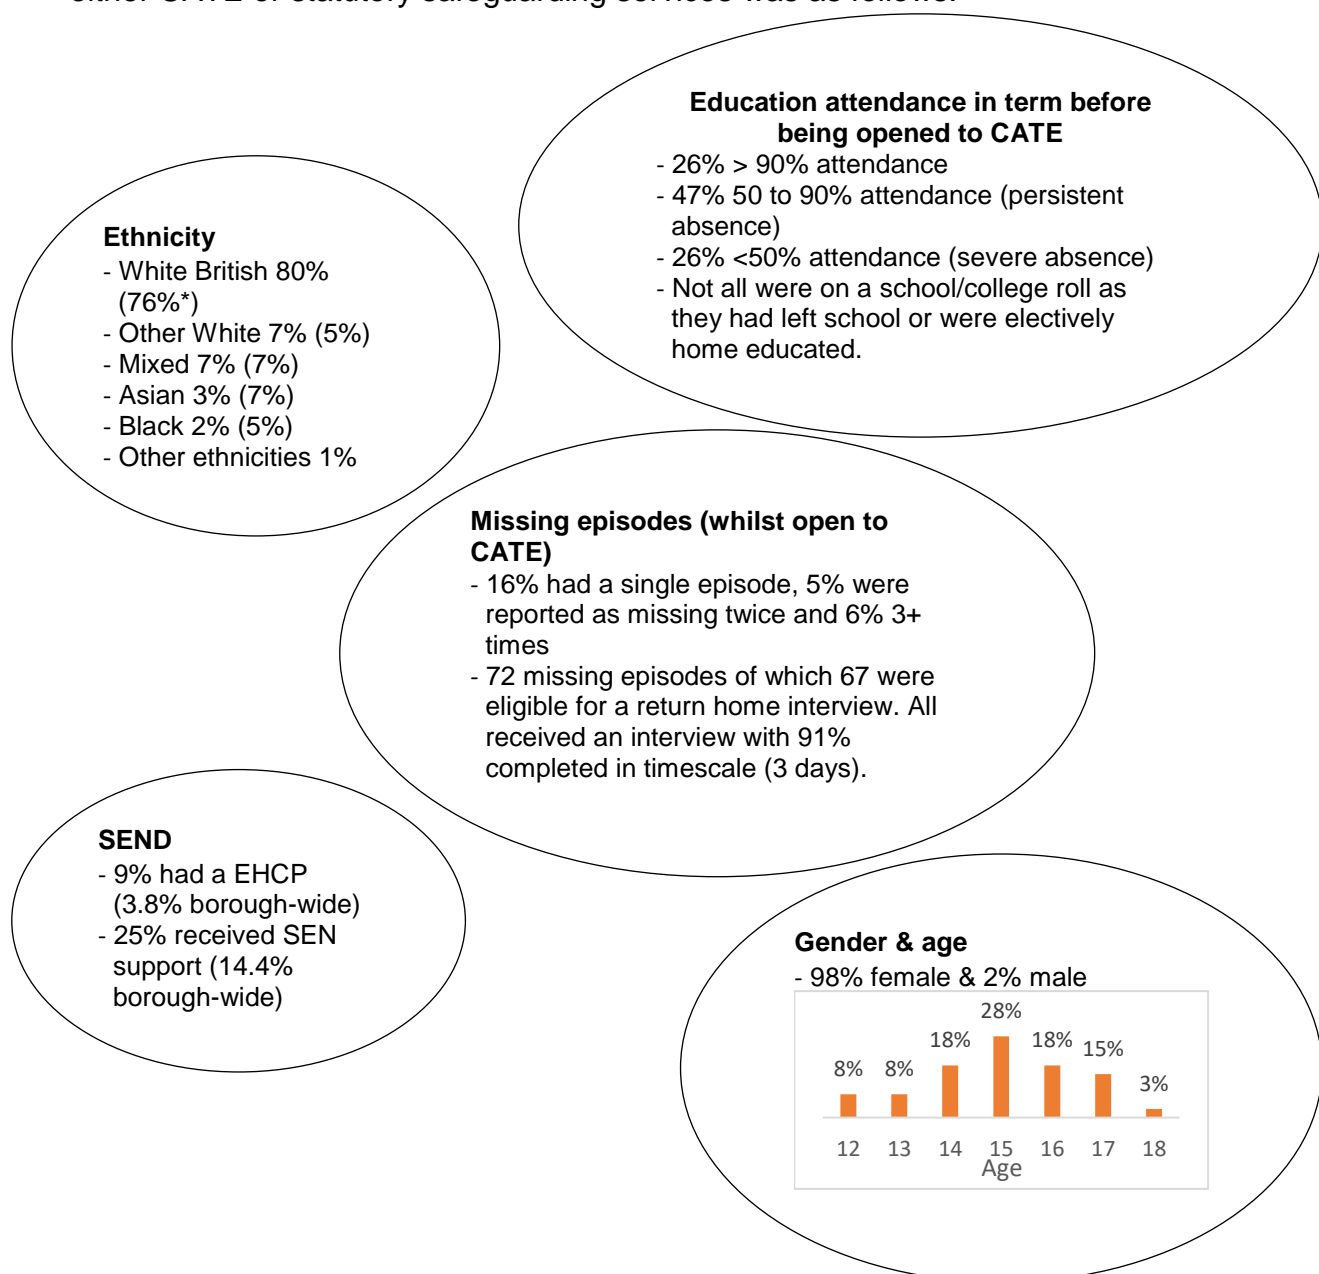 Education attendance in term before
being opened to CATE
- 26% > 90% attendance
- 47% 50 to 90% attendance (persistent
absence)
- 26% <50% attendance (severe absence)
- Not all were on a school/college roll as
they had left school or were electively
home educated.
Ethnicity
- White British 80%
(76%*)
- Other White 7% (5%)
- Mixed 7% (7%)
- Asian 3% (7%)
- Black 2% (5%)
- Other ethnicities 1%
Missing episodes (whilst open to
CATE)
- 16% had a single episode, 5% were
reported as missing twice and 6% 3+
times
- 72 missing episodes of which 67 were
eligible for a return home interview. All
received an interview with 91%
completed in timescale (3 days).
SEND
- 9% had a EHCP
(3.8% borough-wide)
- 25% received SEN
support (14.4%
borough-wide)
Gender & age
- 98% female & 2% male
8% 8% 18% 28% 18% 15% 3%
12 13 14 15 16 17 18
Age